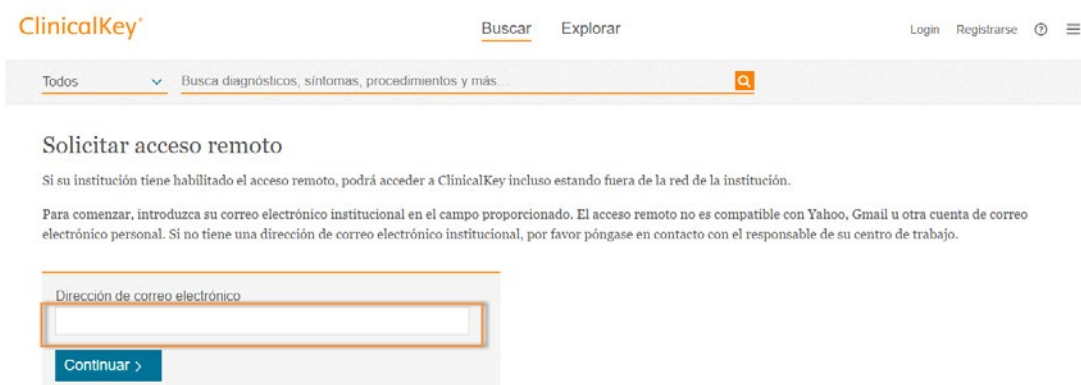 ClinicalKey®
Buscar Explorar
Login Registrarse ?
Todos Busca diagnósticos, síntomas, procedimientos y más...
Solicitar acceso remoto
Si su institución tiene habilitado el acceso remoto, podrá acceder a ClinicalKey incluso estando fuera de la red de la institución.
Para comenzar, introduzca su correo electrónico institucional en el campo proporcionado. El acceso remoto no es compatible con Yahoo, Gmail u otra cuenta de correo
electrónico personal. Si no tiene una dirección de correo electrónico institucional, por favor póngase en contacto con el responsable de su centro de trabajo.
Dirección de correo electrónico
Continuar >